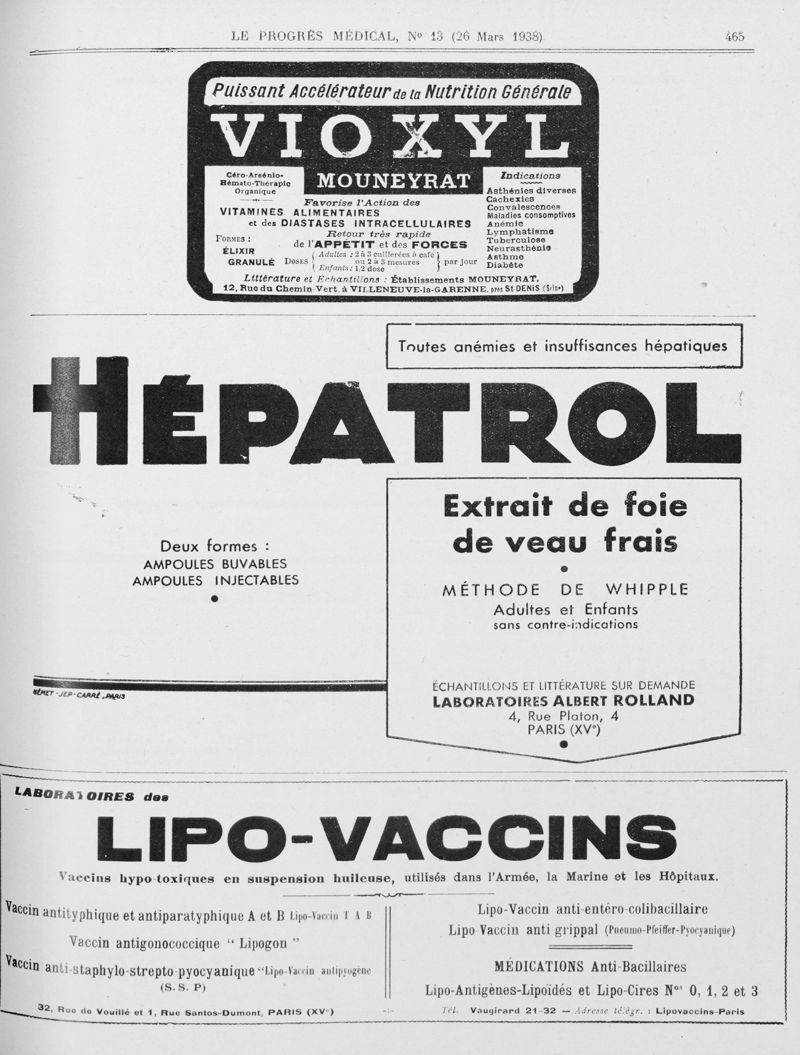 LE PROGRÈS MÉDICAL, No 13 (26 Mars 1938) 465
Puissant Accélérateur de la Nutrition Générale
VIOXYL
MOUNEYRAT
Céro-Arsénio-
Hémato-Thérapie
Organique
Favorise l'Action des
VITAMINES ALIMENTAIRES
et des DIASTASES INTRACELLULAIRES
Retour très rapide
de l'APPÉTIT et des FORCES
FORMES :
ÉLIXIR
GRANULÉ
DOSES
Adultes : 2 à 3 cuillerées à café
ou 2 à 3 mesures
Enfants : 1/2 dose
par jour
Indications
Asthénies diverses
Cachexies
Convalescences
Maladies consomptives
Anémie
Lymphatisme
Tuberculose
Neurasthénie
Asthme
Diabète
Littérature et Echantillons : Établissements MOUNEYRAT,
12, Rue du Chemin-Vert, à VILLENEUVE-la-GARENNE, près St-DENIS (Seine)
Toutes anémies et insuffisances hépatiques
HÉPATROL
Deux formes :
AMPOULES BUVABLES
AMPOULES INJECTABLES
Extrait de foie
de veau frais
MÉTHODE DE WHIPPLE
Adultes et Enfants
sans contre-indications
ÉCHANTILLONS ET LITTÉRATURE SUR DEMANDE
LABORATOIRES ALBERT ROLLAND
4, Rue Platon, 4
PARIS (XVe)
NÉMET-JEP-CARRÉ, PARIS
LABORATOIRES des
LIPO-VACCINS
Vaccins hypo-toxiques en suspension huileuse, utilisés dans l'Armée, la Marine et les Hôpitaux.
Vaccin antityphique et antiparatyphique A et B Lipo-Vaccin T A B
Vaccin antigonococcique " Lipogon "
Vaccin anti-staphylo-strepto-pyocyanique "Lipo-Vaccin antipyogène
(S. S. P)
Lipo-Vaccin anti-entéro-colibacillaire
Lipo-Vaccin anti-grippal (Pneumo-Pfeiffer-Pyocyanique)
MÉDICATIONS Anti-Bacillaires
Lipo-Antigènes-Lipoïdés et Lipo-Cires Nos 0, 1, 2 et 3
32, Rue de Vouillé et 1, Rue Santos-Dumont, PARIS (XVe) -:- Tél. Vaugirard 21-32 — Adresse télégr. : Lipovaccins-Paris